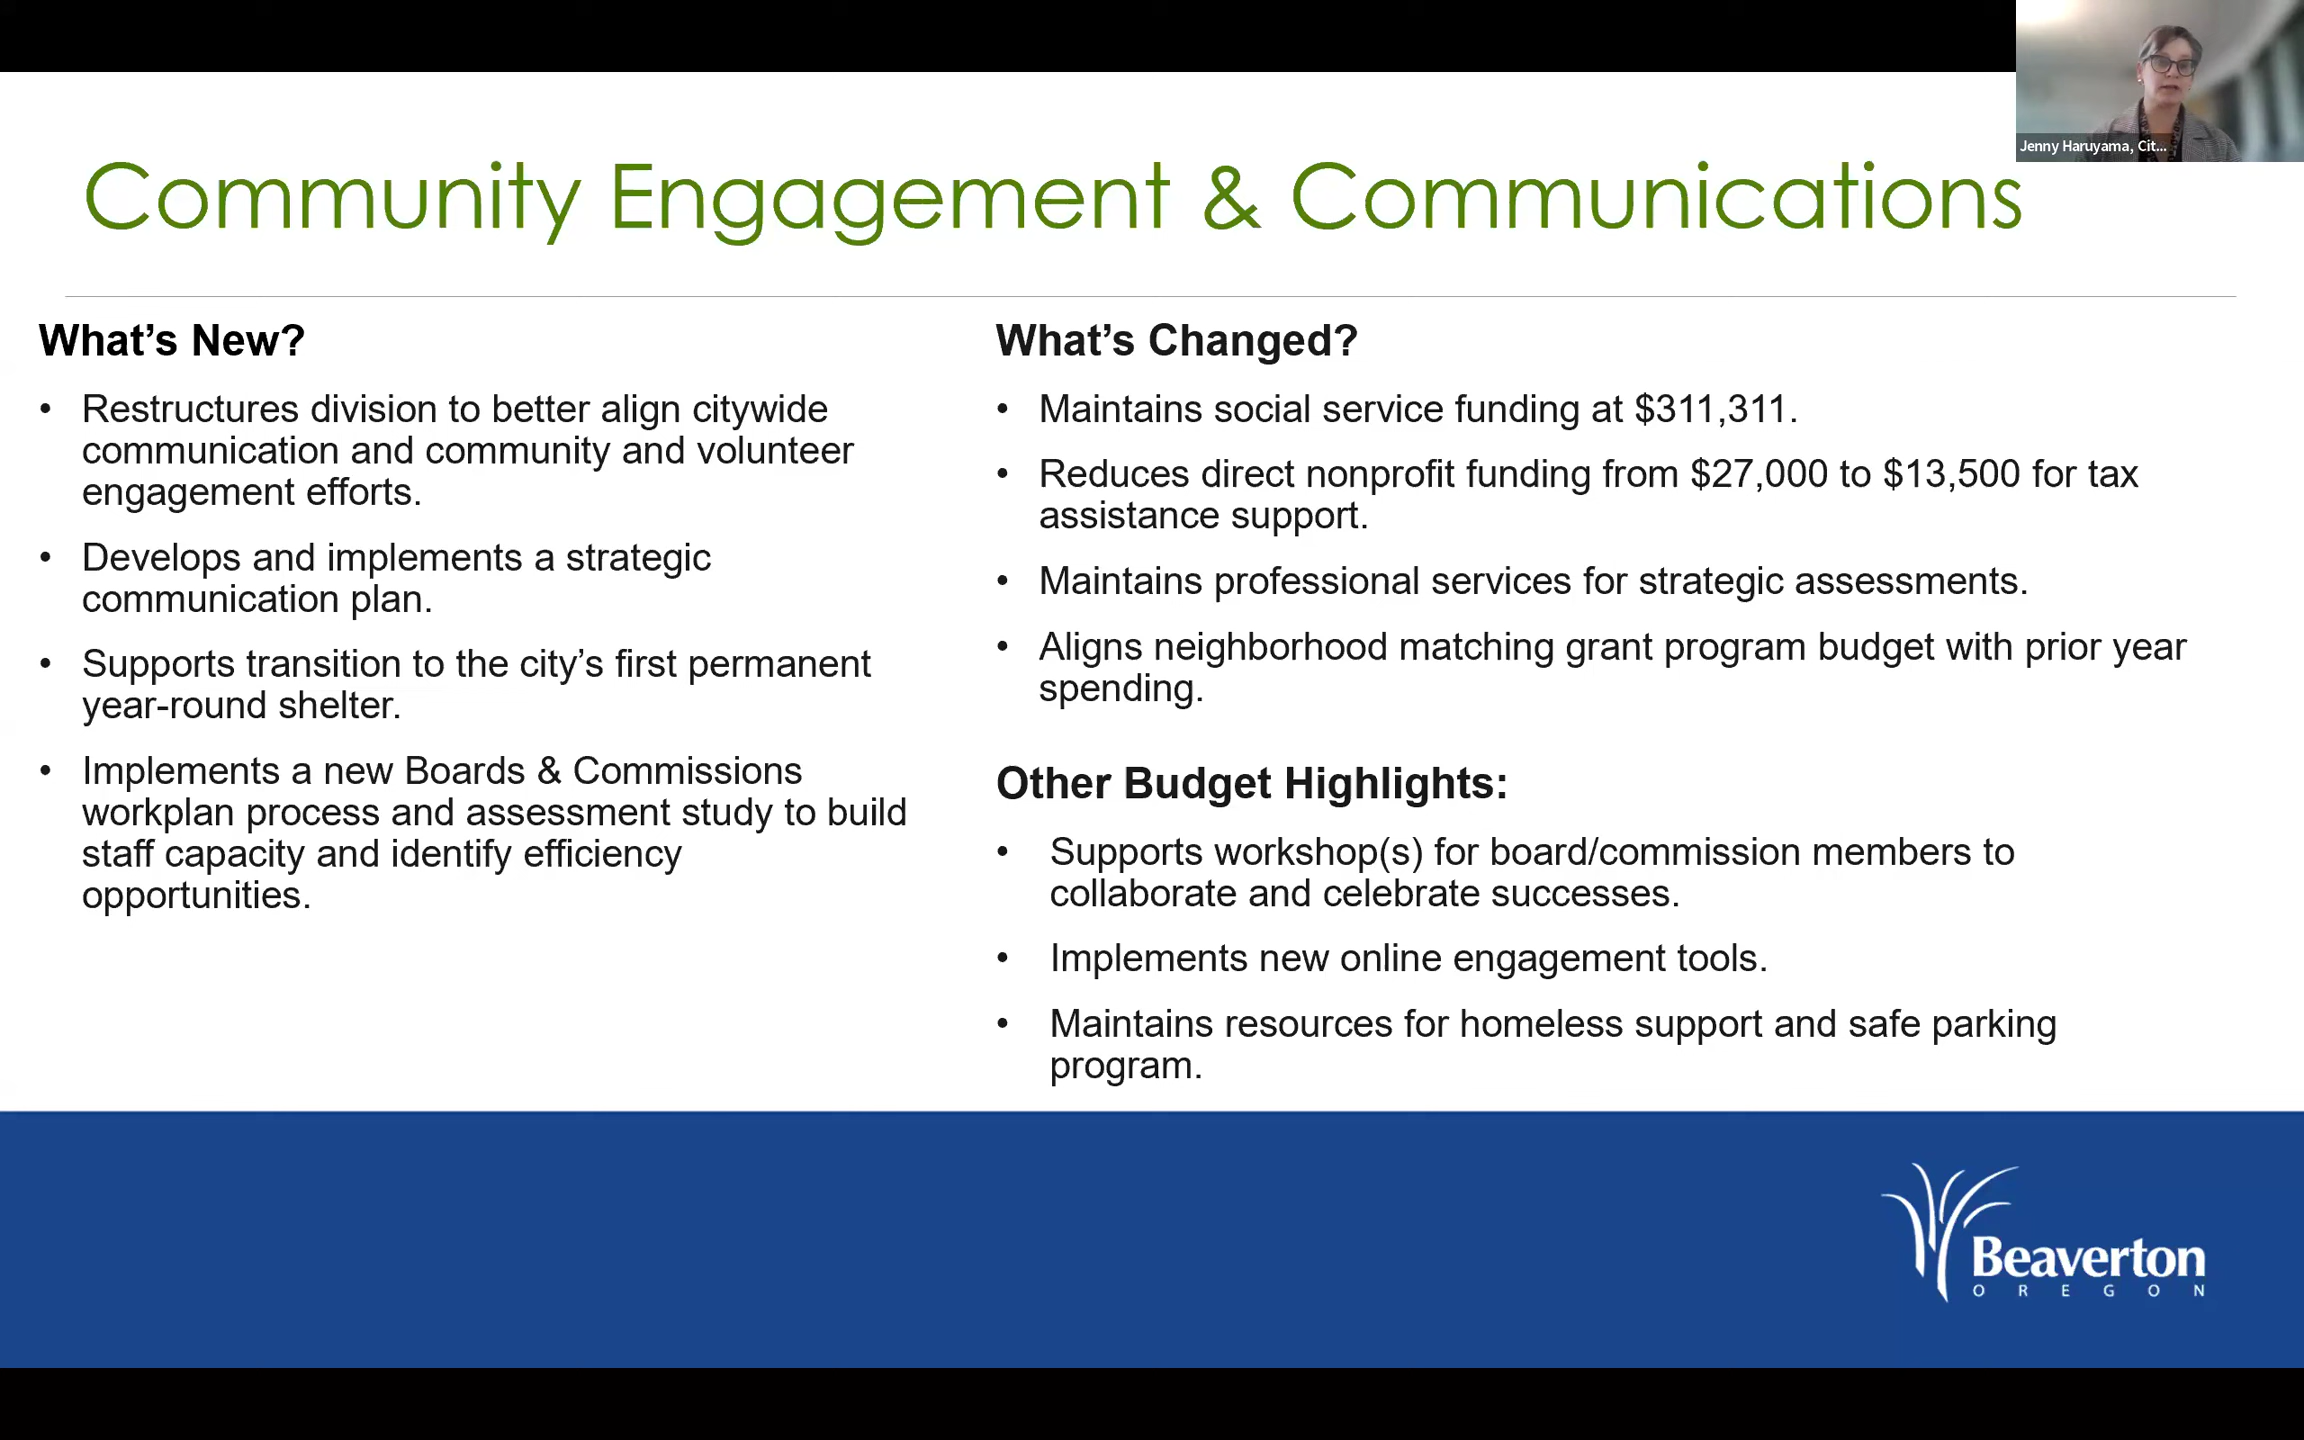 Jenny Haruyama, Cit...
Community Engagement & Communications
What’s New?
• Restructures division to better align citywide
communication and community and volunteer
engagement efforts.
• Develops and implements a strategic
communication plan.
• Supports transition to the city’s first permanent
year-round shelter.
• Implements a new Boards & Commissions
workplan process and assessment study to build
staff capacity and identify efficiency
opportunities.
What’s Changed?
• Maintains social service funding at $311,311.
• Reduces direct nonprofit funding from $27,000 to $13,500 for tax
assistance support.
• Maintains professional services for strategic assessments.
• Aligns neighborhood matching grant program budget with prior year
spending.
Other Budget Highlights:
• Supports workshop(s) for board/commission members to
collaborate and celebrate successes.
• Implements new online engagement tools.
• Maintains resources for homeless support and safe parking
program.
Beaverton
OREGON